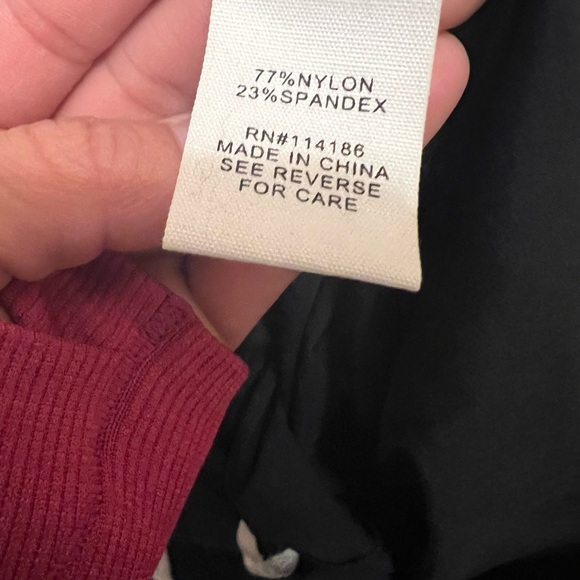 77%NYLON
23%SPANDEX
RN#114186
MADE IN CHINA
SEE REVERSE
FOR CARE